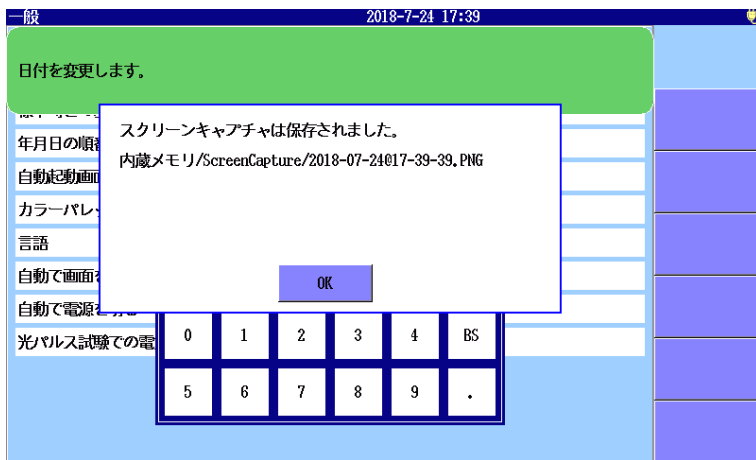 一般 2018-7-24 17:39
日付を変更します。
スクリーンキャプチャは保存されました。
内蔵メモリ/ScreenCapture/2018-07-24@17-39-39.PNG
OK
年月日の順
自動起動画
カラーパレ
言語
自動で画面
自動で電源
光パルス試験での電
0 1 2 3 4 BS
5 6 7 8 9 .